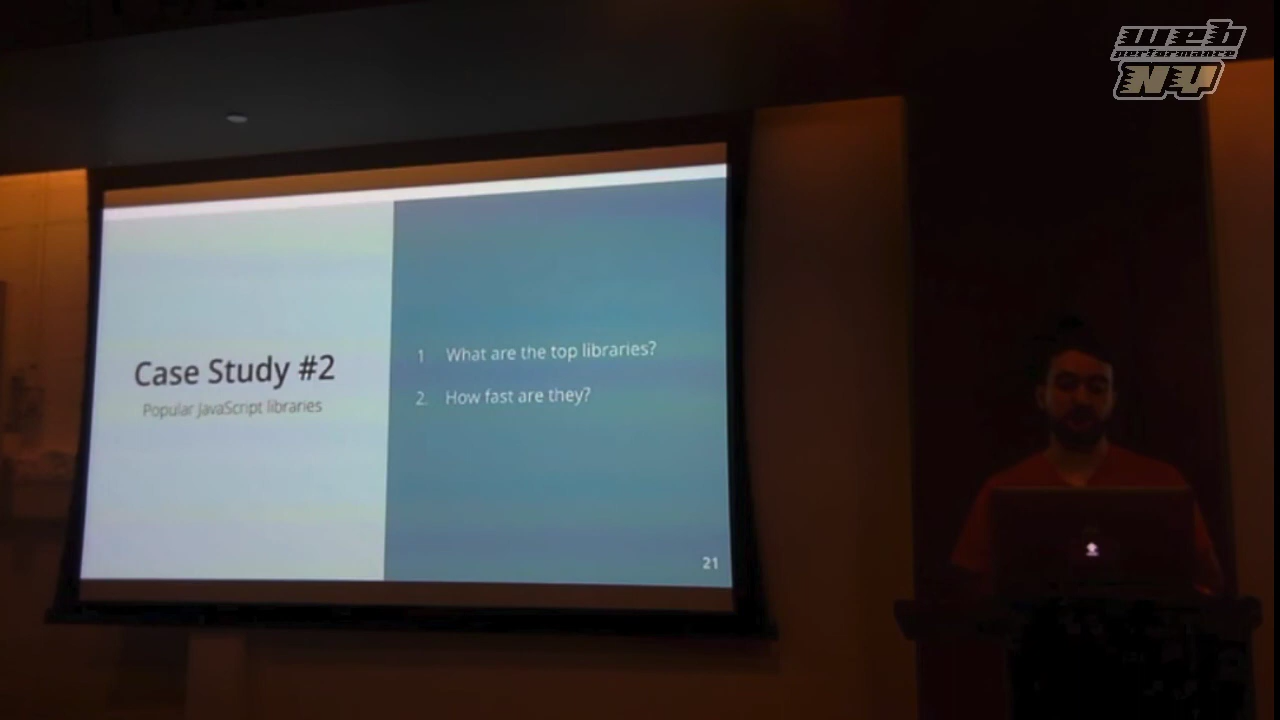 web
performance
NY
Case Study #2
Popular JavaScript libraries
1 What are the top libraries?
2. How fast are they?
21